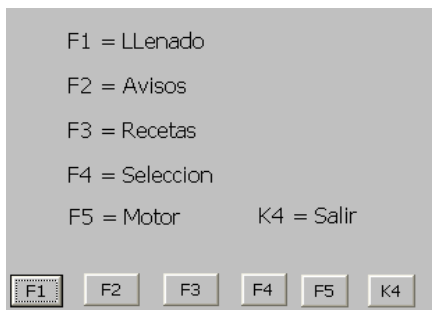 F1 = LLenado
F2 = Avisos
F3 = Recetas
F4 = Seleccion
F5 = Motor K4 = Salir
F1 F2 F3 F4 F5 K4